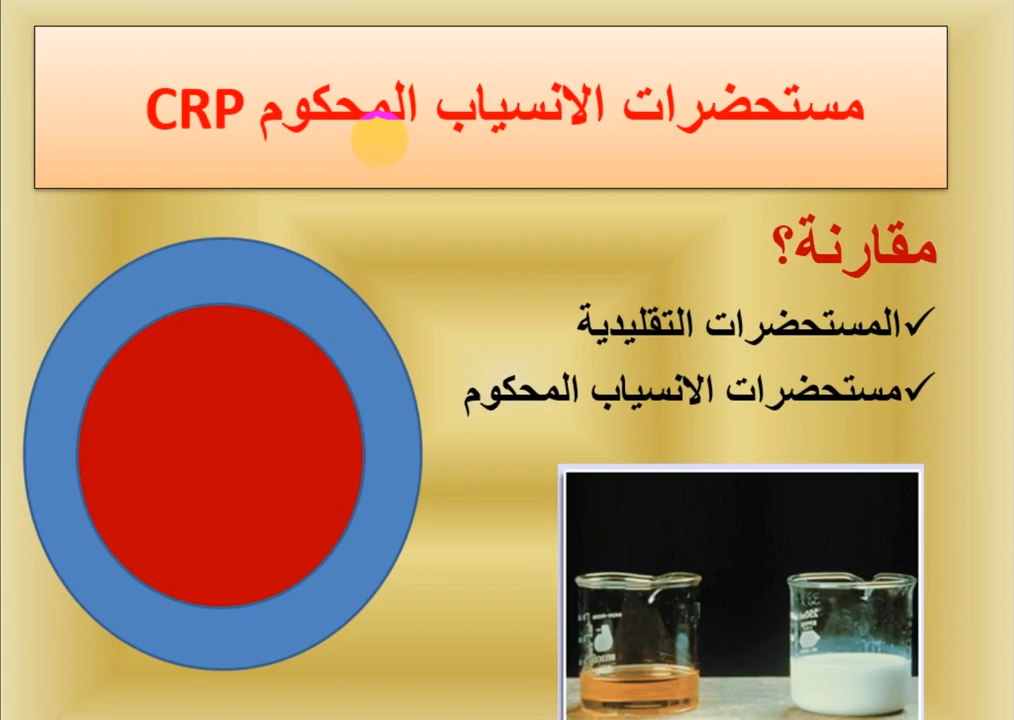 مستحضرات الانسياب المحكوم CRP
مقارنة؟
✓المستحضرات التقليدية
✓مستحضرات الانسياب المحكوم